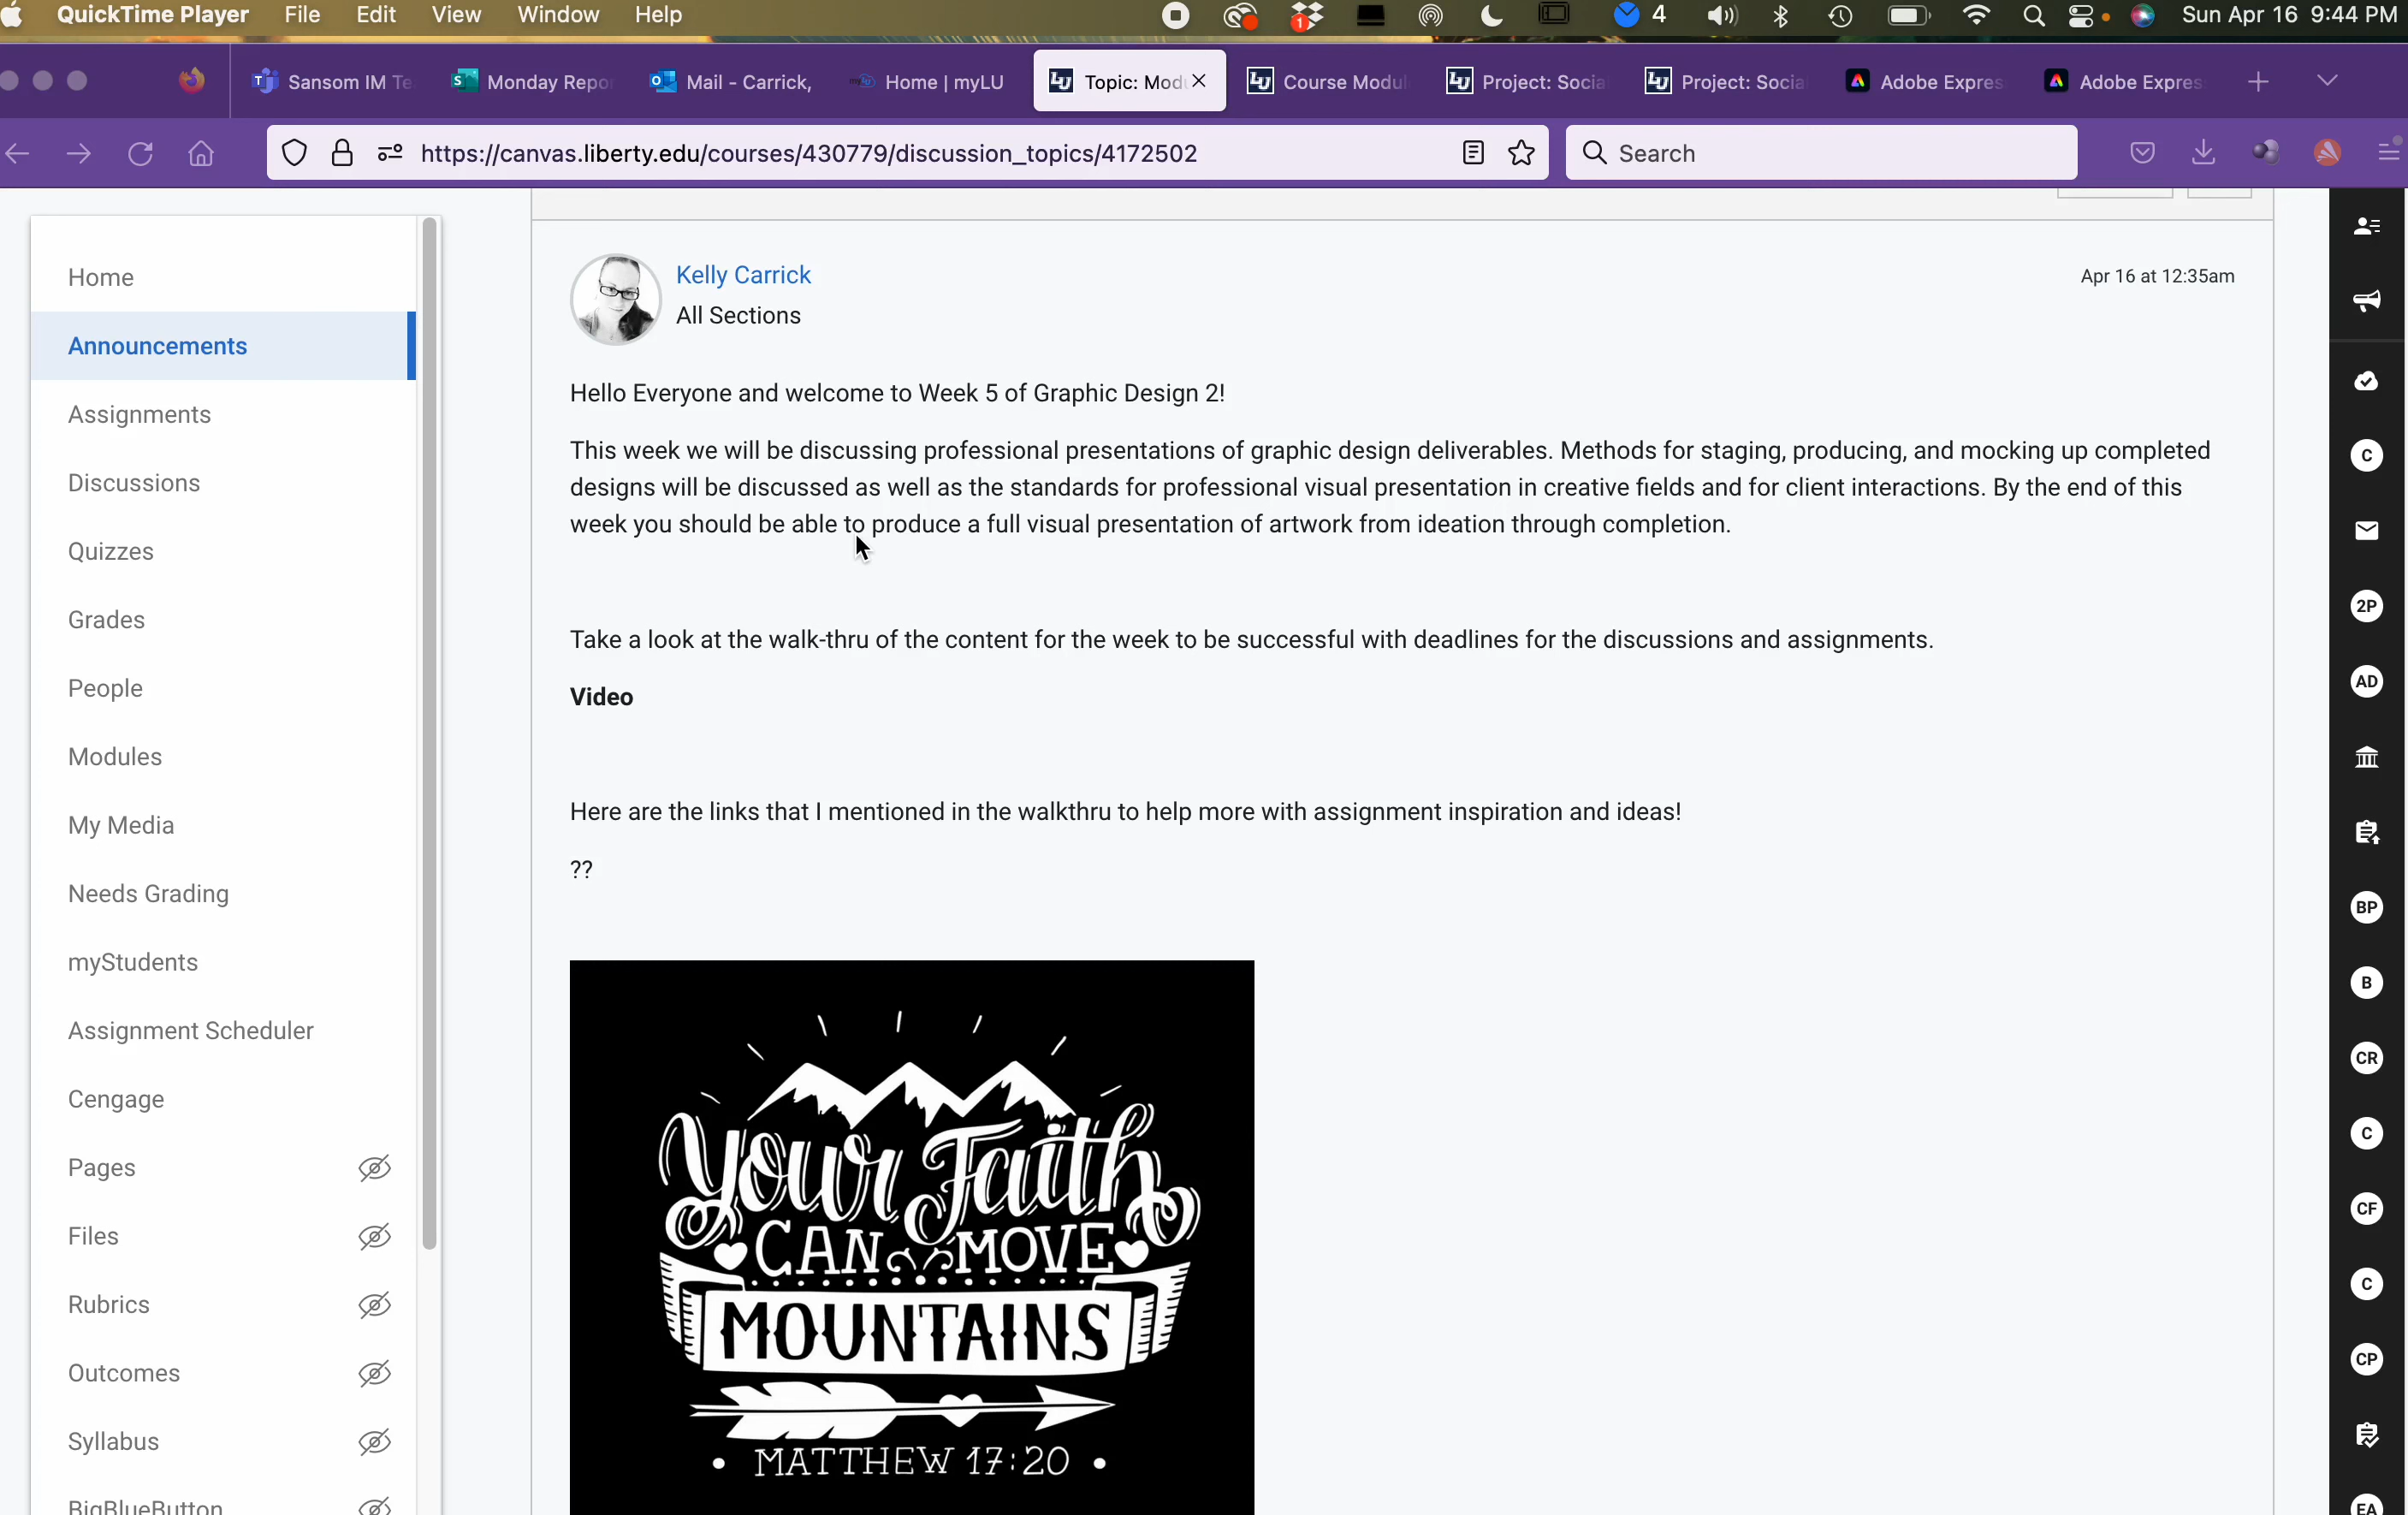 QuickTime Player File Edit View Window Help 1 4 Sun Apr 16 9:44 PM
Sansom IM Te Monday Repo Mail - Carrick, Home | myLU Topic: Modu Course Modul Project: Socia Project: Socia Adobe Expres Adobe Expres
https://canvas.liberty.edu/courses/430779/discussion_topics/4172502 Search
Home
Announcements
Assignments
Discussions
Quizzes
Grades
People
Modules
My Media
Needs Grading
myStudents
Assignment Scheduler
Cengage
Pages
Files
Rubrics
Outcomes
Syllabus
BigBlueButton
Kelly Carrick
All Sections
Apr 16 at 12:35am
Hello Everyone and welcome to Week 5 of Graphic Design 2!
This week we will be discussing professional presentations of graphic design deliverables. Methods for staging, producing, and mocking up completed
designs will be discussed as well as the standards for professional visual presentation in creative fields and for client interactions. By the end of this
week you should be able to produce a full visual presentation of artwork from ideation through completion.
Take a look at the walk-thru of the content for the week to be successful with deadlines for the discussions and assignments.
Video
Here are the links that I mentioned in the walkthru to help more with assignment inspiration and ideas!
??
Your Faith
CAN MOVE
MOUNTAINS
• MATTHEW 17:20 •
C
2P
AD
BP
B
CR
C
CF
C
CP
EA